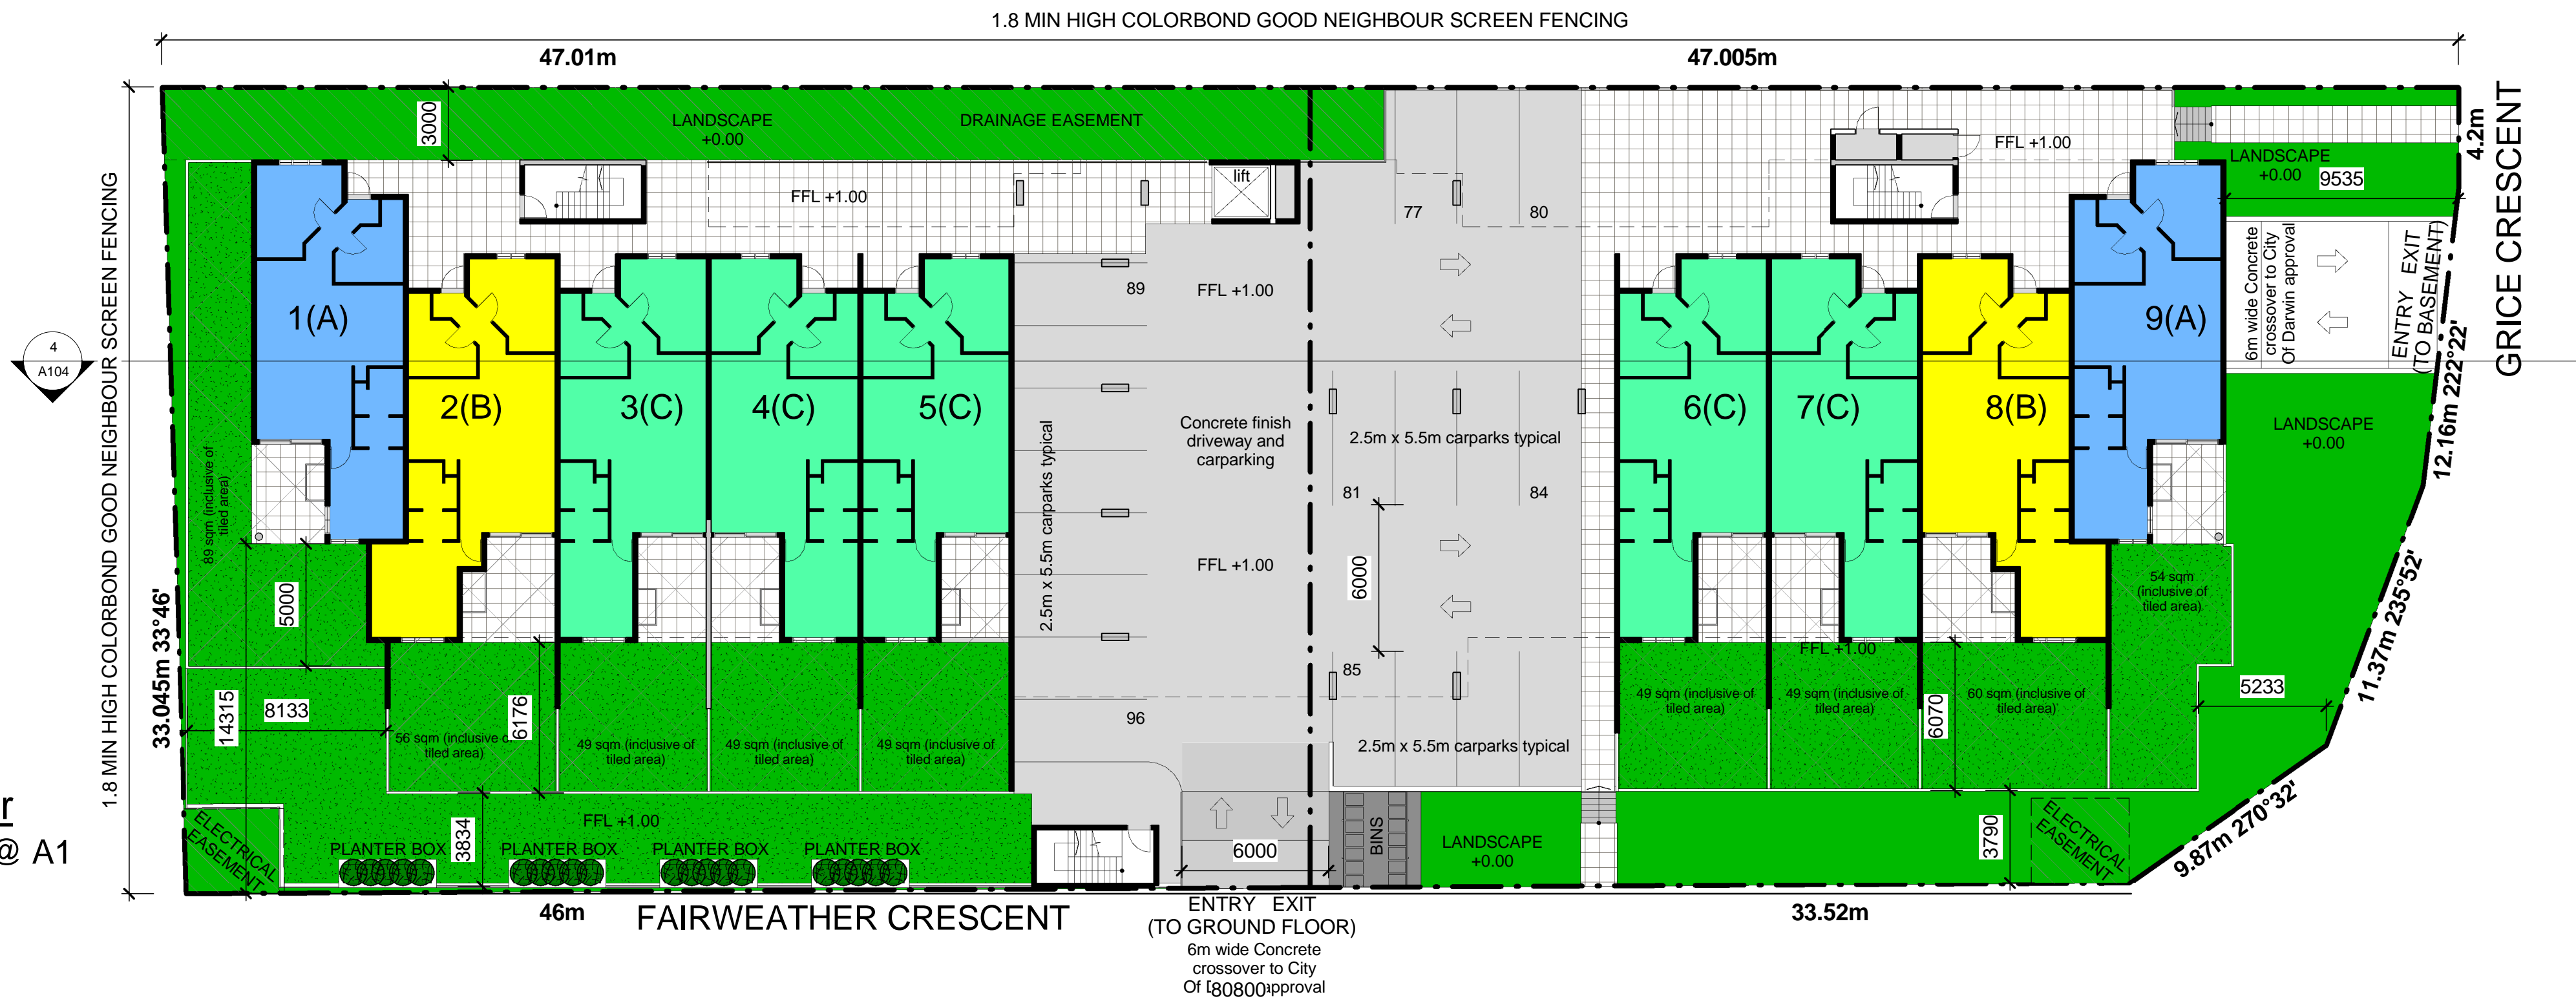 1.8 MIN HIGH COLORBOND GOOD NEIGHBOUR SCREEN FENCING
47.01m
47.005m
GRICE CRESCENT
4.2m
3000
LANDSCAPE
+0.00
DRAINAGE EASEMENT
FFL +1.00
lift
77
80
FFL +1.00
LANDSCAPE
+0.00
9535
1.8 MIN HIGH COLORBOND GOOD NEIGHBOUR SCREEN FENCING
4
A104
1(A)
2(B)
3(C)
4(C)
5(C)
89
FFL +1.00
6(C)
7(C)
8(B)
9(A)
6m wide Concrete
crossover to City
Of Darwin approval
ENTRY EXIT
(TO BASEMENT)
12.16m 222°22'
LANDSCAPE
+0.00
89 sqm (inclusive of
tiled area)
2.5m x 5.5m carparks typical
Concrete finish
driveway and
carparking
2.5m x 5.5m carparks typical
81
84
FFL +1.00
6000
5000
33.045m 33°46'
54 sqm
(inclusive of
tiled area)
11.37m 235°52'
14315
8133
6176
56 sqm (inclusive of
tiled area)
49 sqm (inclusive of
tiled area)
49 sqm (inclusive of
tiled area)
49 sqm (inclusive of
tiled area)
85
96
2.5m x 5.5m carparks typical
FFL +1.00
49 sqm (inclusive of
tiled area)
49 sqm (inclusive of
tiled area)
60 sqm (inclusive of
tiled area)
6070
5233
r
@ A1
ELECTRICAL
EASEMENT
FFL +1.00
PLANTER BOX
PLANTER BOX
PLANTER BOX
PLANTER BOX
3834
6000
BINS
LANDSCAPE
+0.00
3790
ELECTRICAL
EASEMENT
9.87m 270°32'
46m
FAIRWEATHER CRESCENT
33.52m
ENTRY EXIT
(TO GROUND FLOOR)
6m wide Concrete
crossover to City
Of 80800 approval